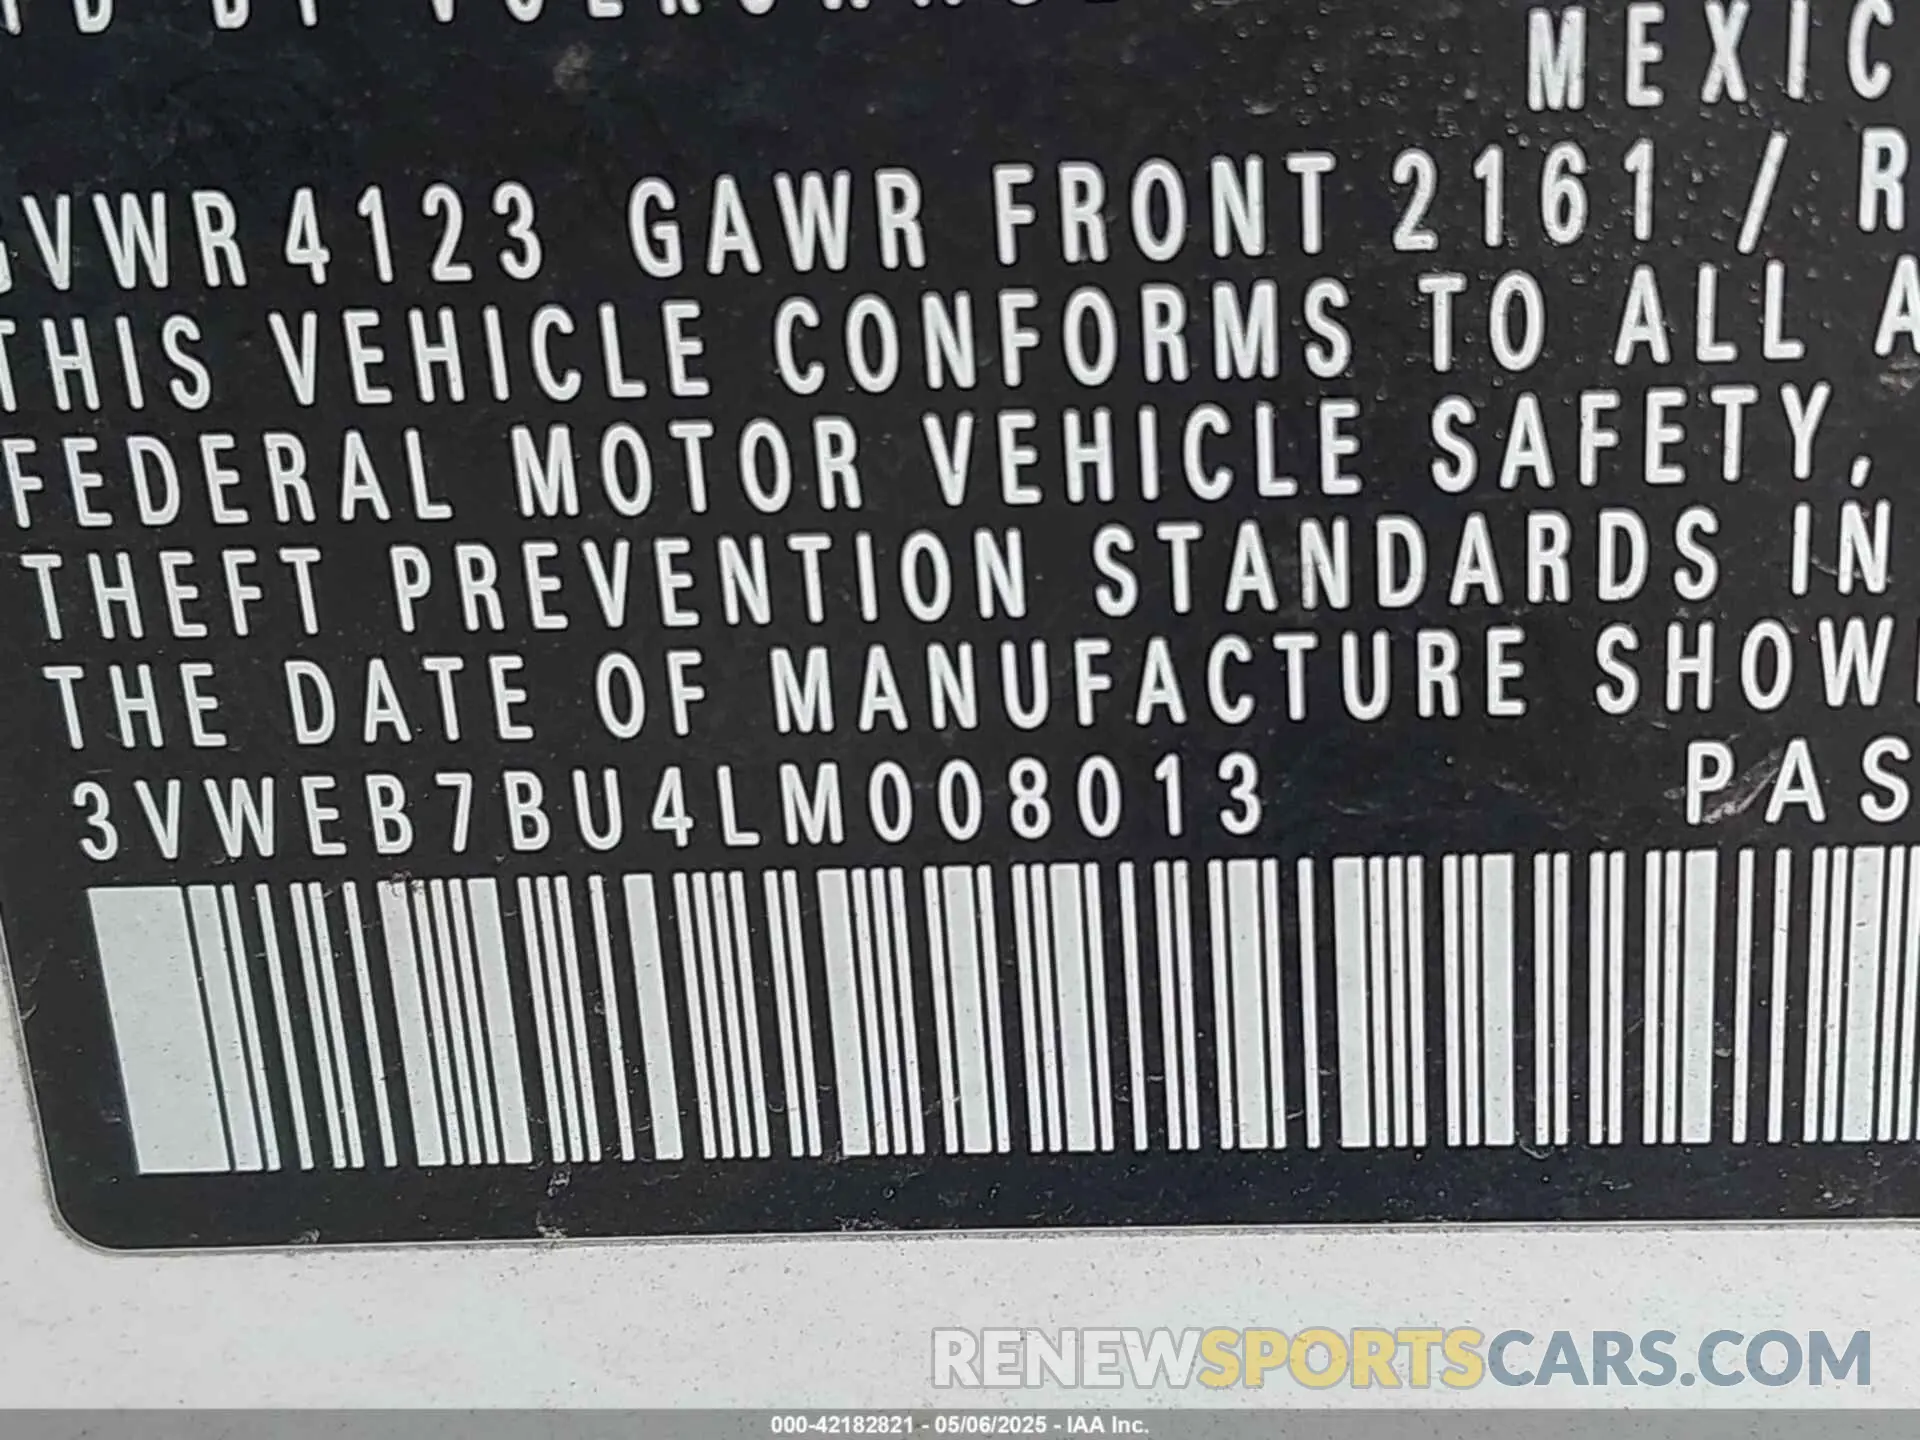 MEXIC
GVWR 4123 GAWR FRONT 2161 / R
THIS VEHICLE CONFORMS TO ALL A
FEDERAL MOTOR VEHICLE SAFETY,
THEFT PREVENTION STANDARDS IN
THE DATE OF MANUFACTURE SHOW
3VWEB7BU4LM008013 PAS
RENEWSPORTSCARS.COM
000-42182821 - 05/06/2025 - IAA Inc.